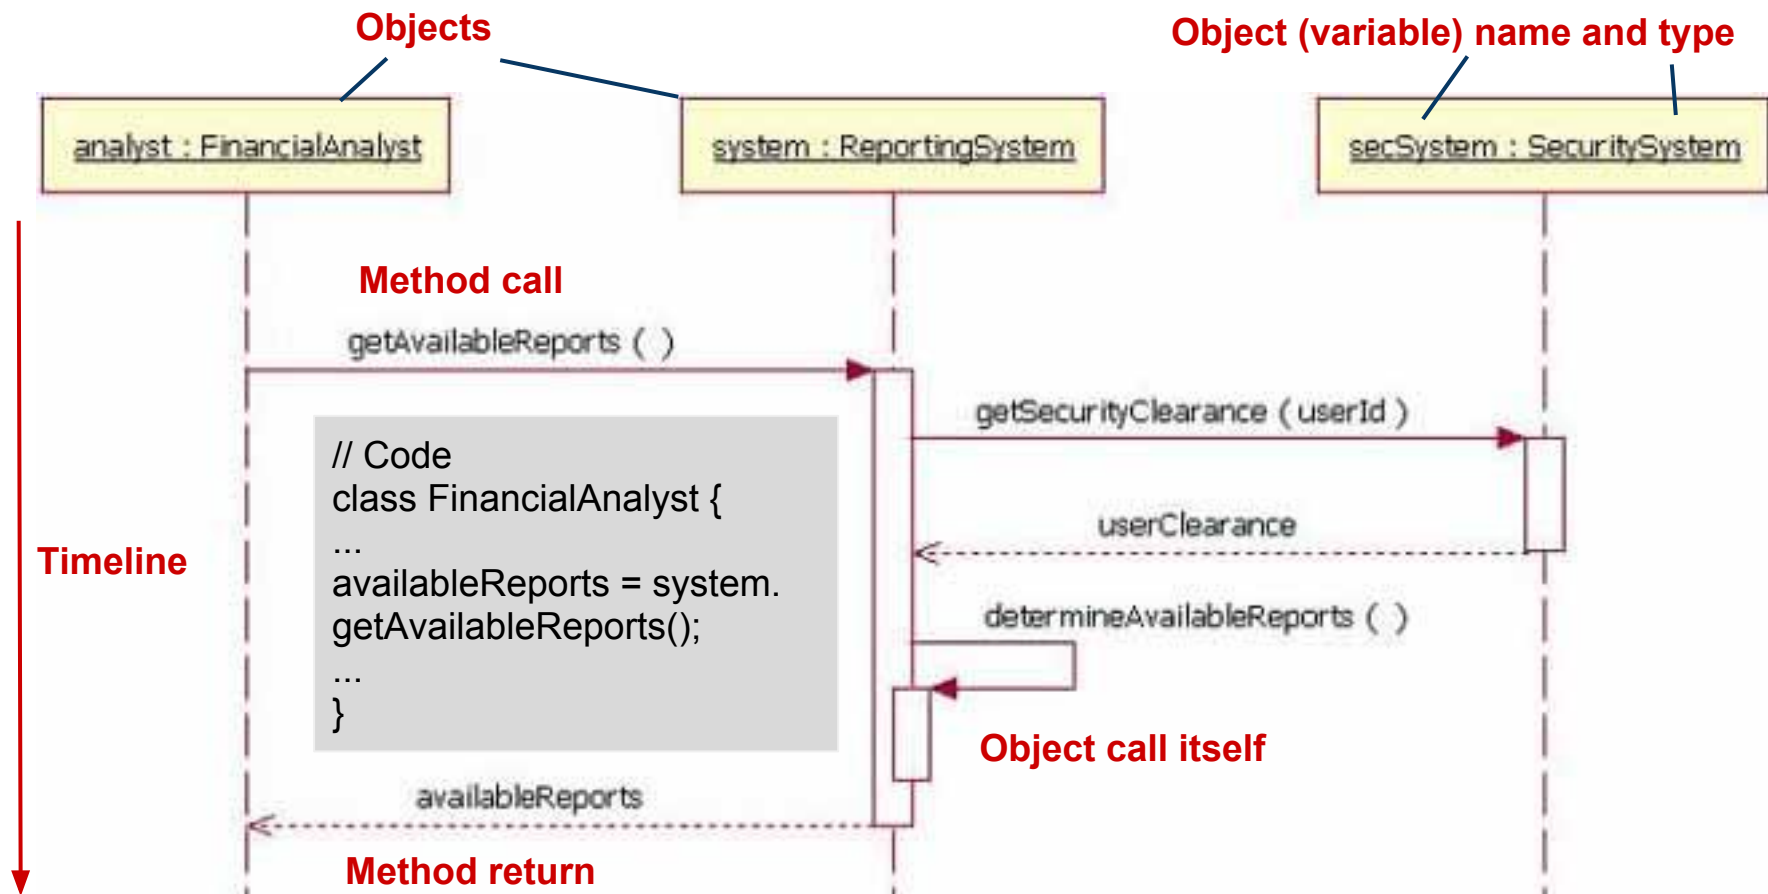 Objects
Object (variable) name and type
analyst : FinancialAnalyst
system : ReportingSystem
secSystem : SecuritySystem
Method call
getAvailableReports ( )
getSecurityClearance ( userId )
// Code
class FinancialAnalyst {
...
availableReports = system.
getAvailableReports();
...
}
userClearance
Timeline
determineAvailableReports ( )
Object call itself
availableReports
Method return